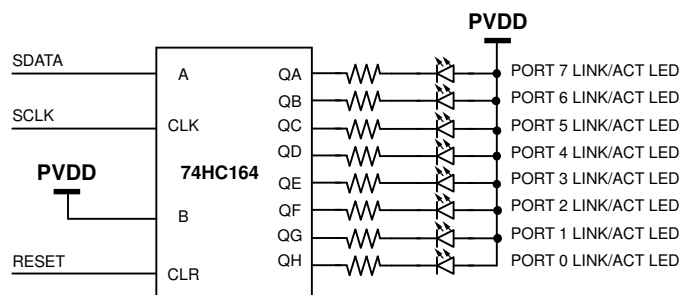 PVDD
SDATA
A
QA
PORT 7 LINK/ACT LED
QB
PORT 6 LINK/ACT LED
SCLK
CLK
QC
PORT 5 LINK/ACT LED
QD
PORT 4 LINK/ACT LED
PVDD
74HC164
QE
PORT 3 LINK/ACT LED
QF
PORT 2 LINK/ACT LED
B
QG
PORT 1 LINK/ACT LED
RESET
CLR
QH
PORT 0 LINK/ACT LED